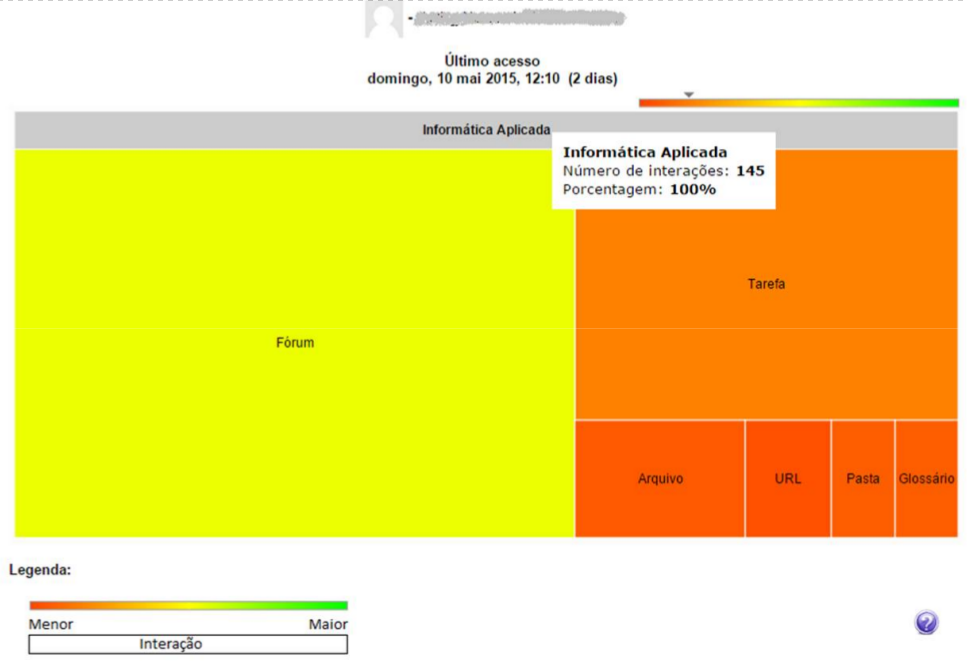 Último acesso
domingo, 10 mai 2015, 12:10 (2 dias)
Informática Aplicada
Informática Aplicada
Número de interações: 145
Porcentagem: 100%
Tarefa
Fórum
Arquivo
URL
Pasta
Glossário
Legenda:
Menor
Maior
Interação